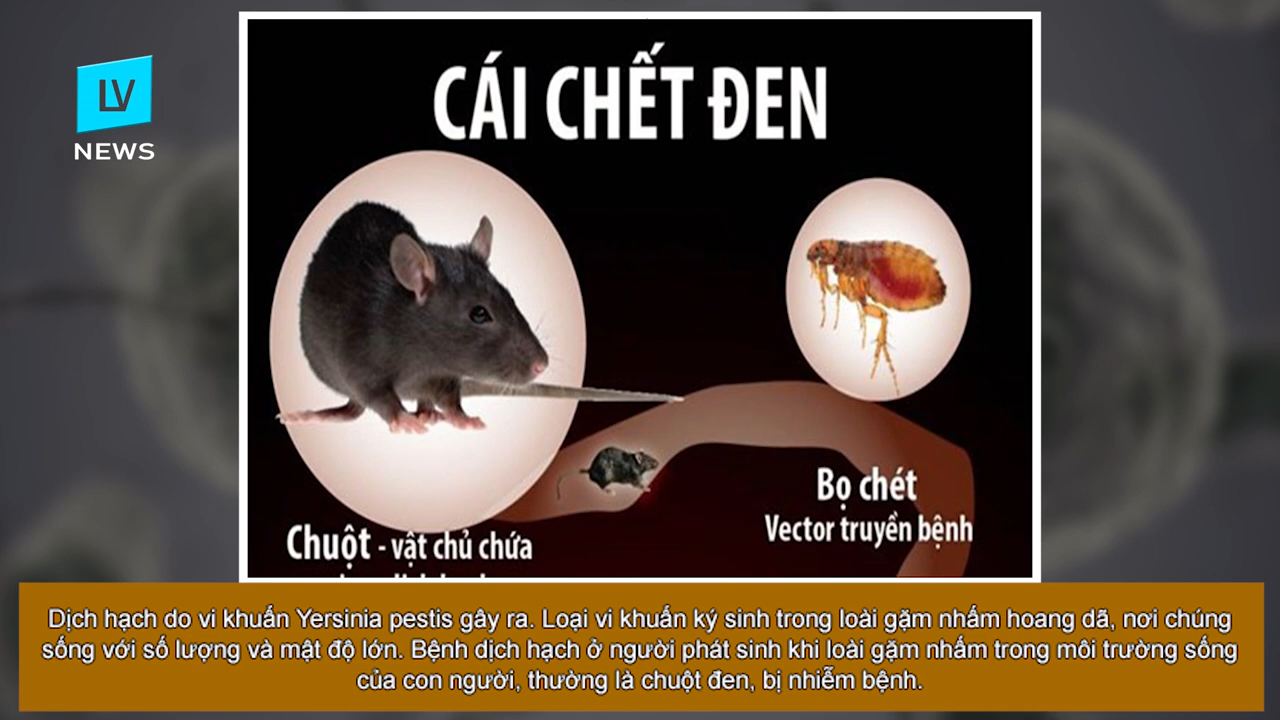 LV
NEWS
CÁI CHẾT ĐEN
Bọ chét
Vector truyền bệnh
Chuột - vật chủ chứa
Dịch hạch do vi khuẩn Yersinia pestis gây ra. Loại vi khuẩn ký sinh trong loài gặm nhấm hoang dã, nơi chúng
sống với số lượng và mật độ lớn. Bệnh dịch hạch ở người phát sinh khi loài gặm nhấm trong môi trường sống
của con người, thường là chuột đen, bị nhiễm bệnh.